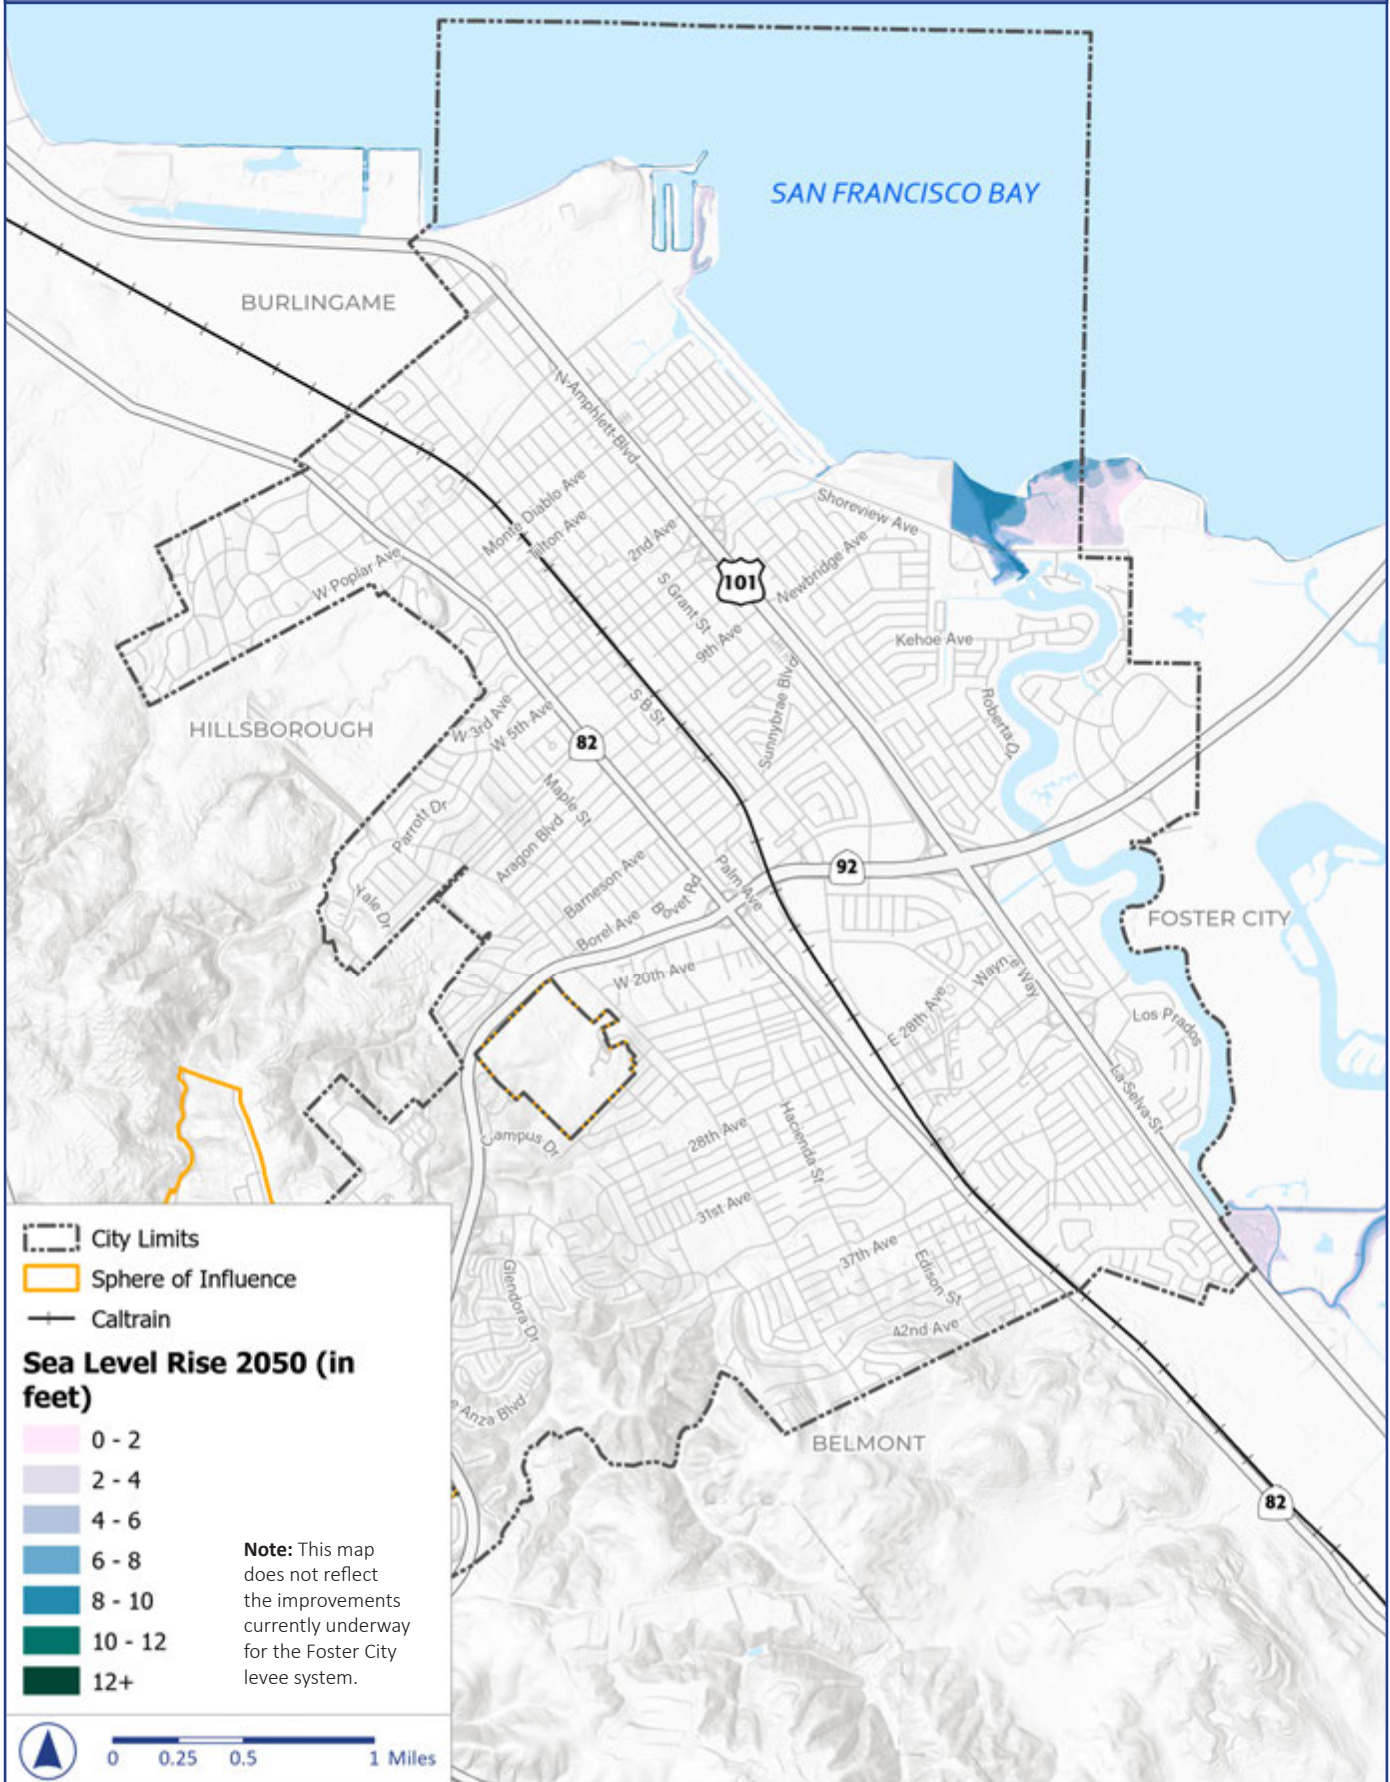 SAN FRANCISCO BAY
BURLINGAME
N Amphlett Blvd
Monte Diablo Ave
Tilton Ave
2nd Ave
Shoreview Ave
W Poplar Ave
101
Newbridge Ave
S Grant St
9th Ave
Kehoe Ave
Sunnybrae Blvd
S B St
Roberta Dr
HILLSBOROUGH
W 3rd Ave
W 5th Ave
82
Maple St
Parrott Dr
Aragon Blvd
Barneson Ave
Palm Ave
92
Bovet Rd
Yale Dr
Borel Ave
FOSTER CITY
W 20th Ave
Wayne Way
E 28th Ave
Los Prados
La Selva St
Campus Dr
28th Ave
Hacienda St
31st Ave
37th Ave
Edison St
Glendora Dr
42nd Ave
e Anza Blvd
BELMONT
82
City Limits
Sphere of Influence
Caltrain
Sea Level Rise 2050 (in
feet)
0 - 2
2 - 4
4 - 6
6 - 8
8 - 10
10 - 12
12+
Note: This map
does not reflect
the improvements
currently underway
for the Foster City
levee system.
0 0.25 0.5 1 Miles